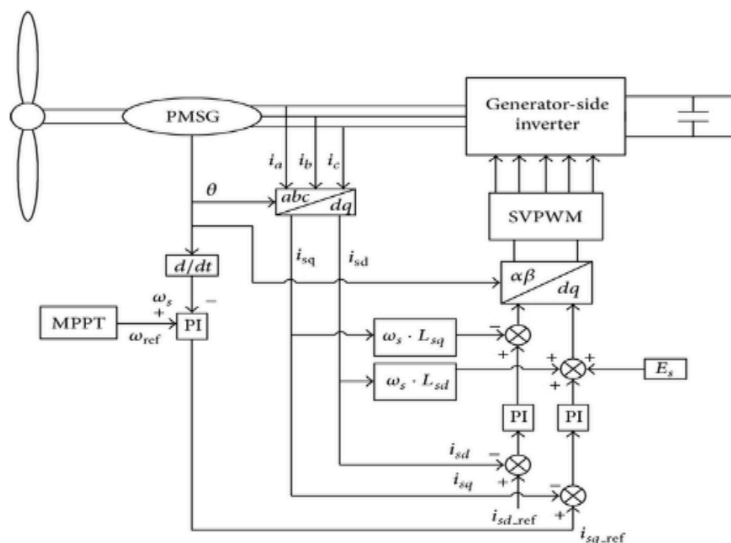 PMSG
Generator-side
inverter
i_a
i_b
i_c
θ
abc
dq
SVPWM
i_sq
i_sd
d/dt
αβ
dq
ω_s
−
+
MPPT
PI
ω_ref
ω_s · L_sq
−
+
ω_s · L_sd
+
+
+
E_s
PI
PI
i_sd
−
i_sq
+
−
i_sd_ref
+
i_sq_ref